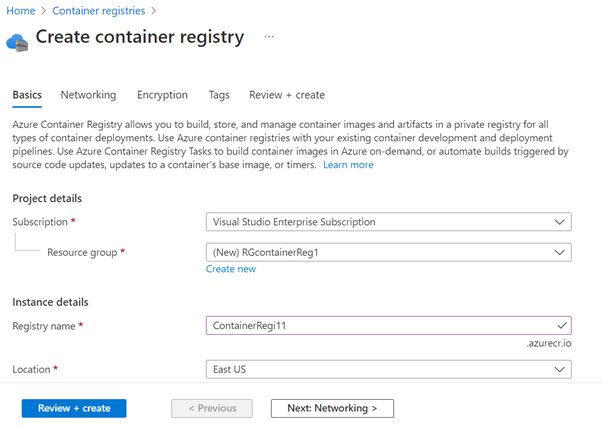 Home > Container registries >
Create container registry ...
Basics Networking Encryption Tags Review + create
Azure Container Registry allows you to build, store, and manage container images and artifacts in a private registry for all
types of container deployments. Use Azure container registries with your existing container development and deployment
pipelines. Use Azure Container Registry Tasks to build container images in Azure on-demand, or automate builds triggered by
source code updates, updates to a container's base image, or timers. Learn more
Project details
Subscription * Visual Studio Enterprise Subscription
Resource group * (New) RGcontainerReg1
Create new
Instance details
Registry name * ContainerRegi11
.azurecr.io
Location * East US
Review + create < Previous Next: Networking >